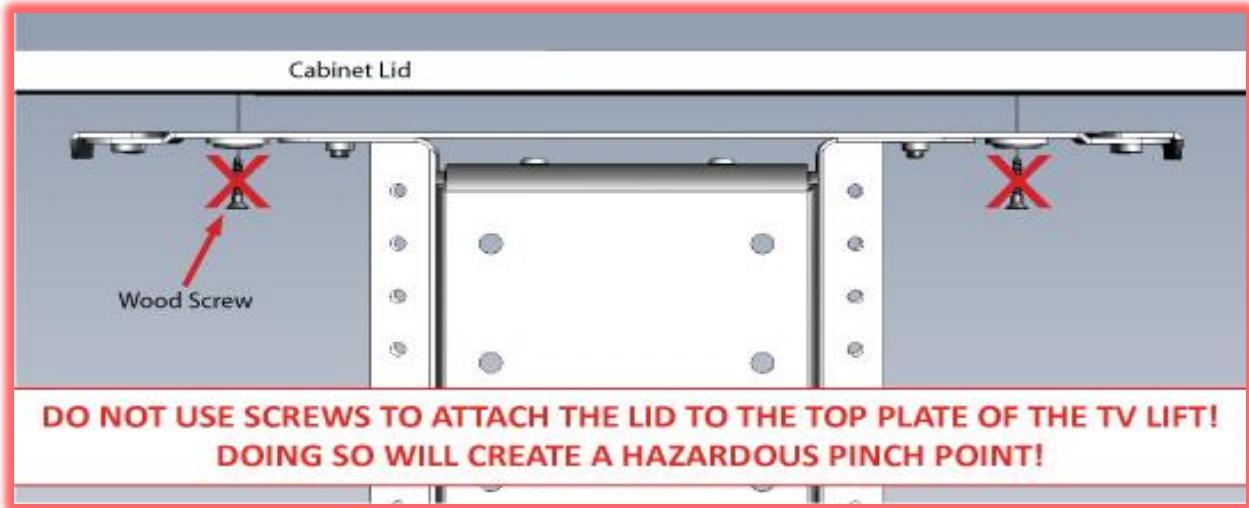 Cabinet Lid
Wood Screw
DO NOT USE SCREWS TO ATTACH THE LID TO THE TOP PLATE OF THE TV LIFT!
DOING SO WILL CREATE A HAZARDOUS PINCH POINT!